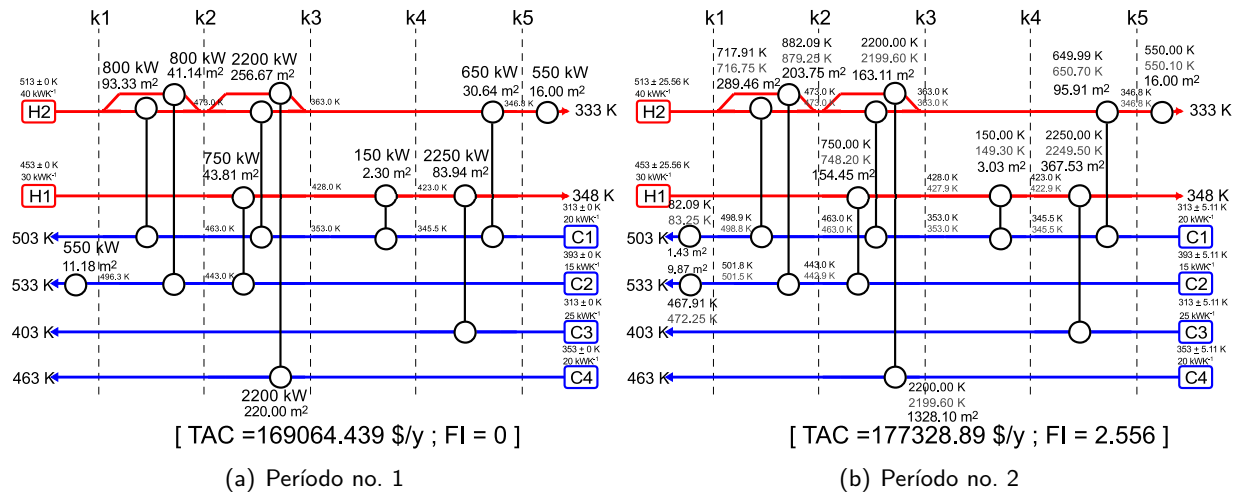 k1 k2 k3 k4 k5
800 kW
93.33 m²
800 kW
41.14 m²
2200 kW
256.67 m²
650 kW
30.64 m²
550 kW
16.00 m²
513 ± 0 K
40 kWK⁻¹
H2
473.0 K
363.0 K
346.8 K
333 K
750 kW
43.81 m²
150 kW
2.30 m²
2250 kW
83.94 m²
453 ± 0 K
30 kWK⁻¹
H1
428.0 K
423.0 K
348 K
313 ± 0 K
20 kWK⁻¹
C1
503 K
463.0 K
353.0 K
345.5 K
550 kW
11.18 m²
393 ± 0 K
15 kWK⁻¹
C2
533 K
496.3 K
443.0 K
313 ± 0 K
25 kWK⁻¹
C3
403 K
353 ± 0 K
20 kWK⁻¹
C4
463 K
2200 kW
220.00 m²
[ TAC =169064.439 $/y ; FI = 0 ]
(a) Período no. 1
k1 k2 k3 k4 k5
717.91 K
716.75 K
289.46 m²
882.09 K
879.25 K
203.75 m²
2200.00 K
2199.60 K
163.11 m²
649.99 K
650.70 K
95.91 m²
550.00 K
550.10 K
16.00 m²
513 ± 25.56 K
40 kWK⁻¹
H2
473.0 K
473.0 K
363.0 K
363.0 K
346.8 K
346.8 K
333 K
750.00 K
748.20 K
154.45 m²
150.00 K
149.30 K
3.03 m²
2250.00 K
2249.50 K
367.53 m²
453 ± 25.56 K
30 kWK⁻¹
H1
428.0 K
427.9 K
423.0 K
422.9 K
348 K
82.09 K
83.25 K
1.43 m²
313 ± 5.11 K
20 kWK⁻¹
C1
503 K
498.9 K
498.8 K
463.0 K
463.0 K
353.0 K
353.0 K
345.5 K
345.5 K
9.87 m²
393 ± 5.11 K
15 kWK⁻¹
C2
533 K
501.8 K
501.5 K
443.0 K
442.9 K
467.91 K
472.25 K
313 ± 5.11 K
25 kWK⁻¹
C3
403 K
353 ± 5.11 K
20 kWK⁻¹
C4
463 K
2200.00 K
2199.60 K
1328.10 m²
[ TAC =177328.89 $/y ; FI = 2.556 ]
(b) Período no. 2